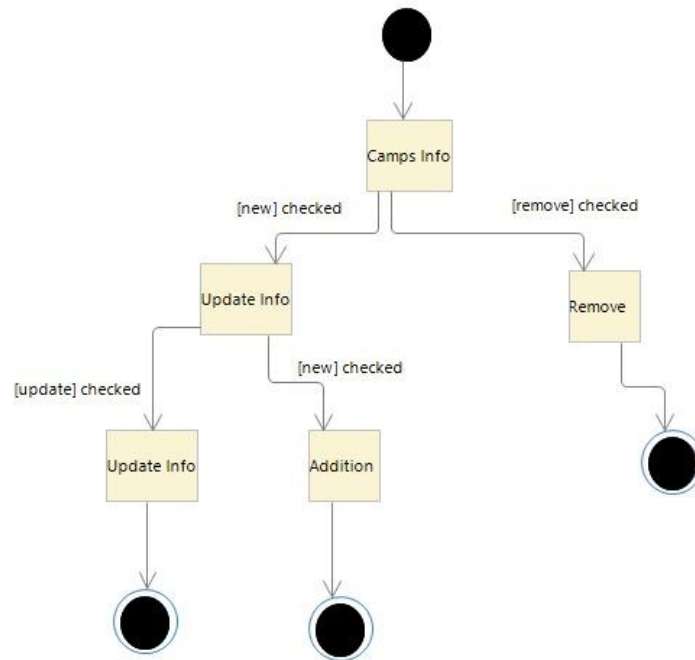 Camps Info
[new] checked
[remove] checked
Update Info
Remove
[update] checked
[new] checked
Update Info
Addition